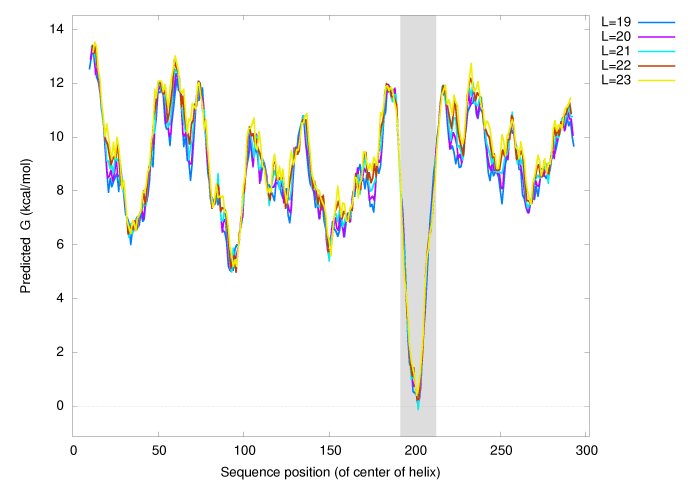 L=19
L=20
L=21
L=22
L=23
14
12
10
8
6
4
2
0
Predicted G (kcal/mol)
0 50 100 150 200 250 300
Sequence position (of center of helix)